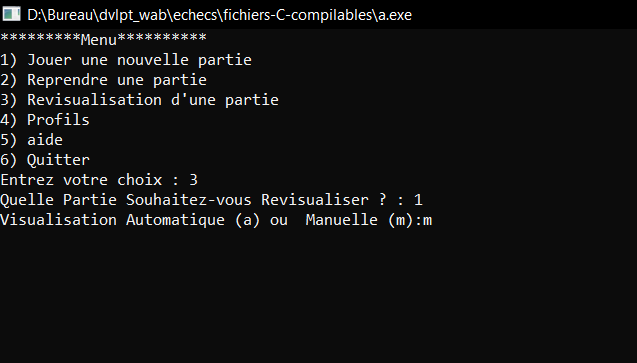 D:\Bureau\dvlpt_wab\echecs\fichiers-C-compilables\a.exe
*********Menu**********
1) Jouer une nouvelle partie
2) Reprendre une partie
3) Revisualisation d'une partie
4) Profils
5) aide
6) Quitter
Entrez votre choix : 3
Quelle Partie Souhaitez-vous Revisualiser ? : 1
Visualisation Automatique (a) ou  Manuelle (m):m